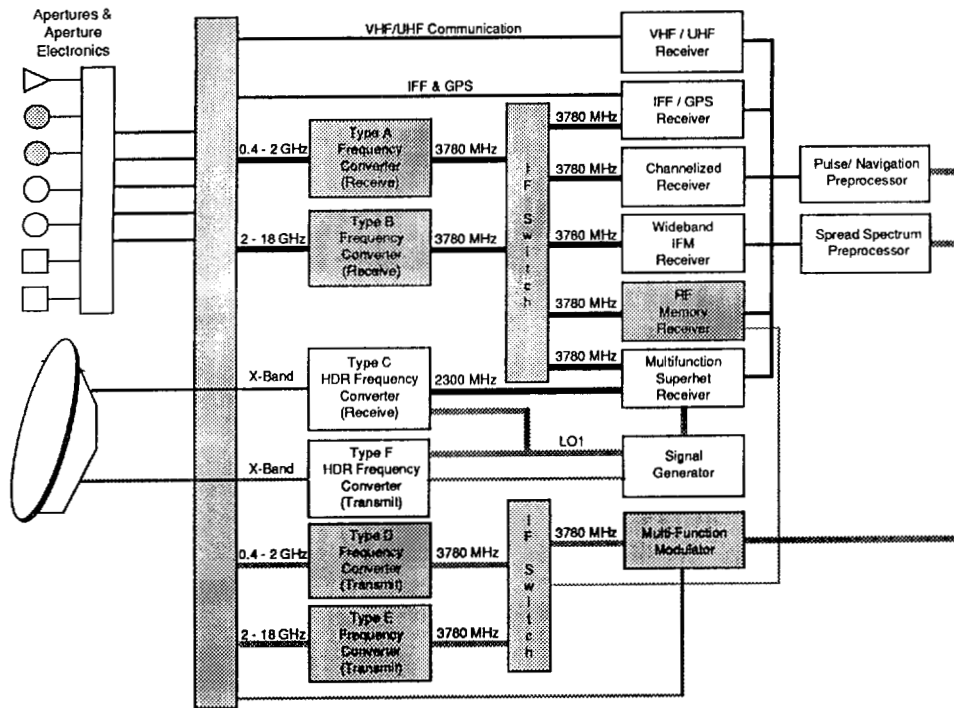 Apertures &
Aperture
Electronics
VHF/UHF Communication
VHF / UHF
Receiver
IFF & GPS
IFF / GPS
Receiver
0.4 - 2 GHz
Type A
Frequency
Converter
(Receive)
3780 MHz
IF Switch
3780 MHz
3780 MHz
Channelized
Receiver
Pulse/ Navigation
Preprocessor
2 - 18 GHz
Type B
Frequency
Converter
(Receive)
3780 MHz
3780 MHz
Wideband
IFM
Receiver
Spread Spectrum
Preprocessor
3780 MHz
RF
Memory
Receiver
X-Band
Type C
HDR Frequency
Converter
(Receive)
2300 MHz
3780 MHz
Multifunction
Superhet
Receiver
X-Band
Type F
HDR Frequency
Converter
(Transmit)
LO1
Signal
Generator
0.4 - 2 GHz
Type D
Frequency
Converter
(Transmit)
3780 MHz
IF Switch
3780 MHz
Multi-Function
Modulator
2 - 18 GHz
Type E
Frequency
Converter
(Transmit)
3780 MHz